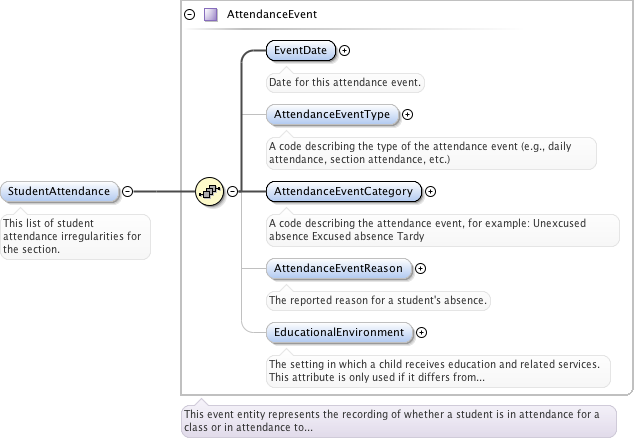 AttendanceEvent
EventDate
Date for this attendance event.
AttendanceEventType
A code describing the type of the attendance event (e.g., daily
attendance, section attendance, etc.)
StudentAttendance
This list of student
attendance irregularities for
the section.
AttendanceEventCategory
A code describing the attendance event, for example: Unexcused
absence Excused absence Tardy
AttendanceEventReason
The reported reason for a student's absence.
EducationalEnvironment
The setting in which a child receives education and related services.
This attribute is only used if it differs from...
This event entity represents the recording of whether a student is in attendance for a
class or in attendance to...